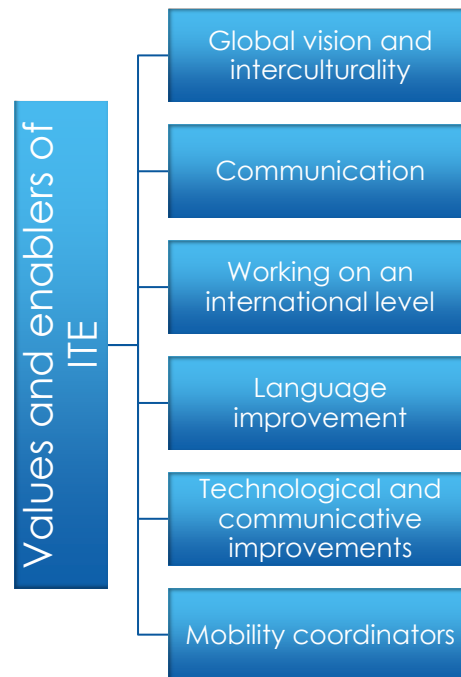 Values and enablers of
ITE
Global vision and
interculturality
Communication
Working on an
international level
Language
improvement
Technological and
communicative
improvements
Mobility coordinators